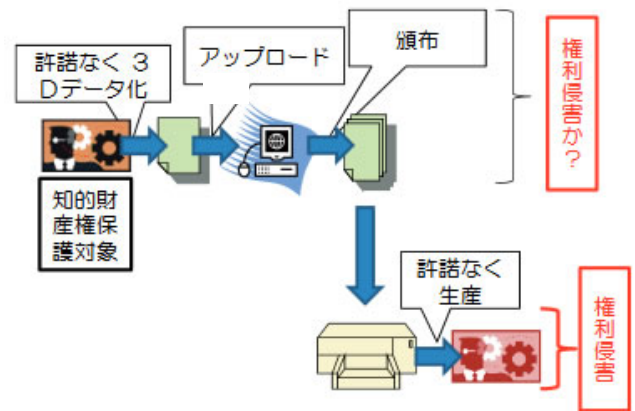 許諾なく 3
Dデータ化
アップロード
頒布
権利侵害か?
知的財
産権保
護対象
許諾なく
生産
権利侵害